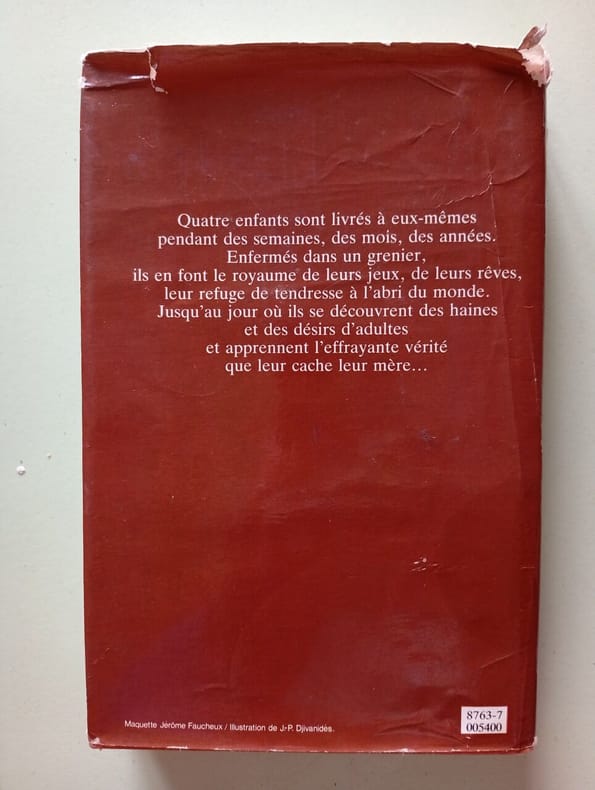 Quatre enfants sont livrés à eux-mêmes
pendant des semaines, des mois, des années.
Enfermés dans un grenier,
ils en font le royaume de leurs jeux, de leurs rêves,
leur refuge de tendresse à l'abri du monde.
Jusqu'au jour où ils se découvrent des haines
et des désirs d'adultes
et apprennent l'effrayante vérité
que leur cache leur mère...
Maquette Jérôme Faucheux / Illustration de J-P. Djivanidès.
8763-7
005400